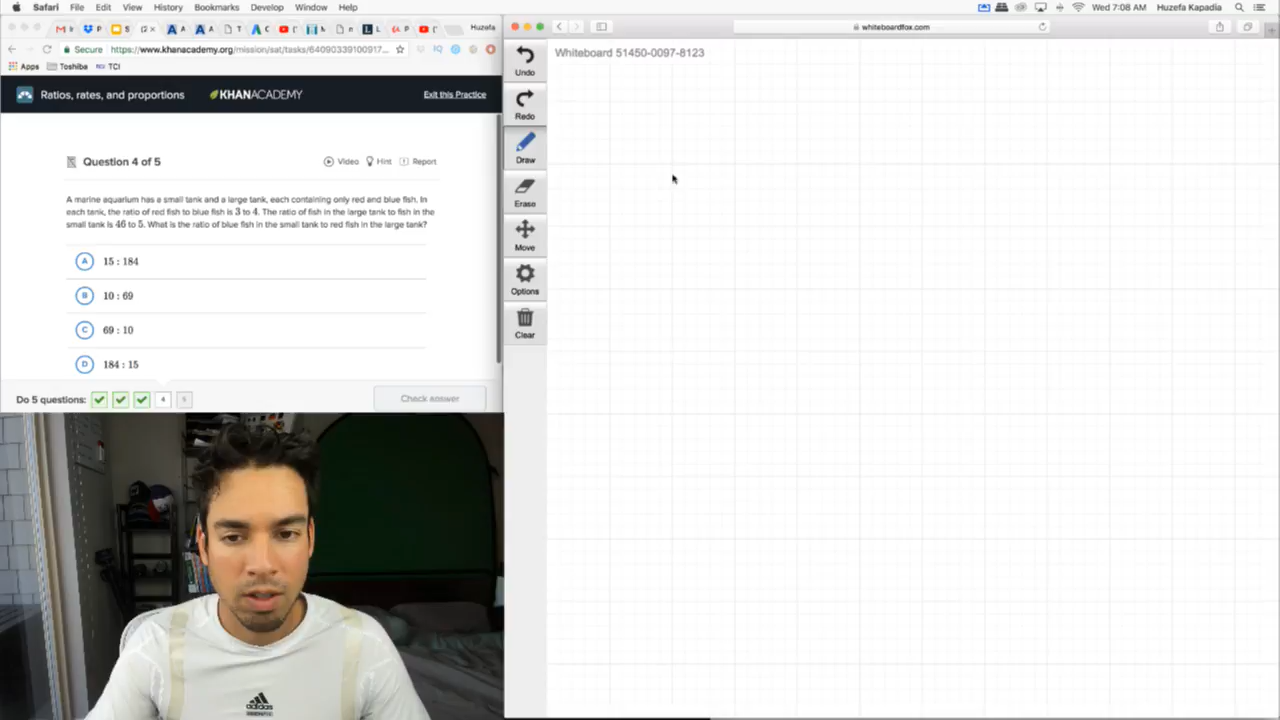 Safari File Edit View History Bookmarks Develop Window Help
Wed 7:08 AM Huzefa Kapadia
Huzefa
Secure https://www.khanacademy.org/mission/sat/tasks/64090339100917...
whiteboardfox.com
Apps Toshiba TCI
Ratios, rates, and proportions KHANACADEMY Exit this Practice
Question 4 of 5 Video Hint Report
A marine aquarium has a small tank and a large tank, each containing only red and blue fish. In
each tank, the ratio of red fish to blue fish is 3 to 4. The ratio of fish in the large tank to fish in the
small tank is 46 to 5. What is the ratio of blue fish in the small tank to red fish in the large tank?
A 15 : 184
B 10 : 69
C 69 : 10
D 184 : 15
Do 5 questions: 4 5 Check answer
Whiteboard 51450-0097-8123
Undo
Redo
Draw
Erase
Move
Options
Clear
adidas